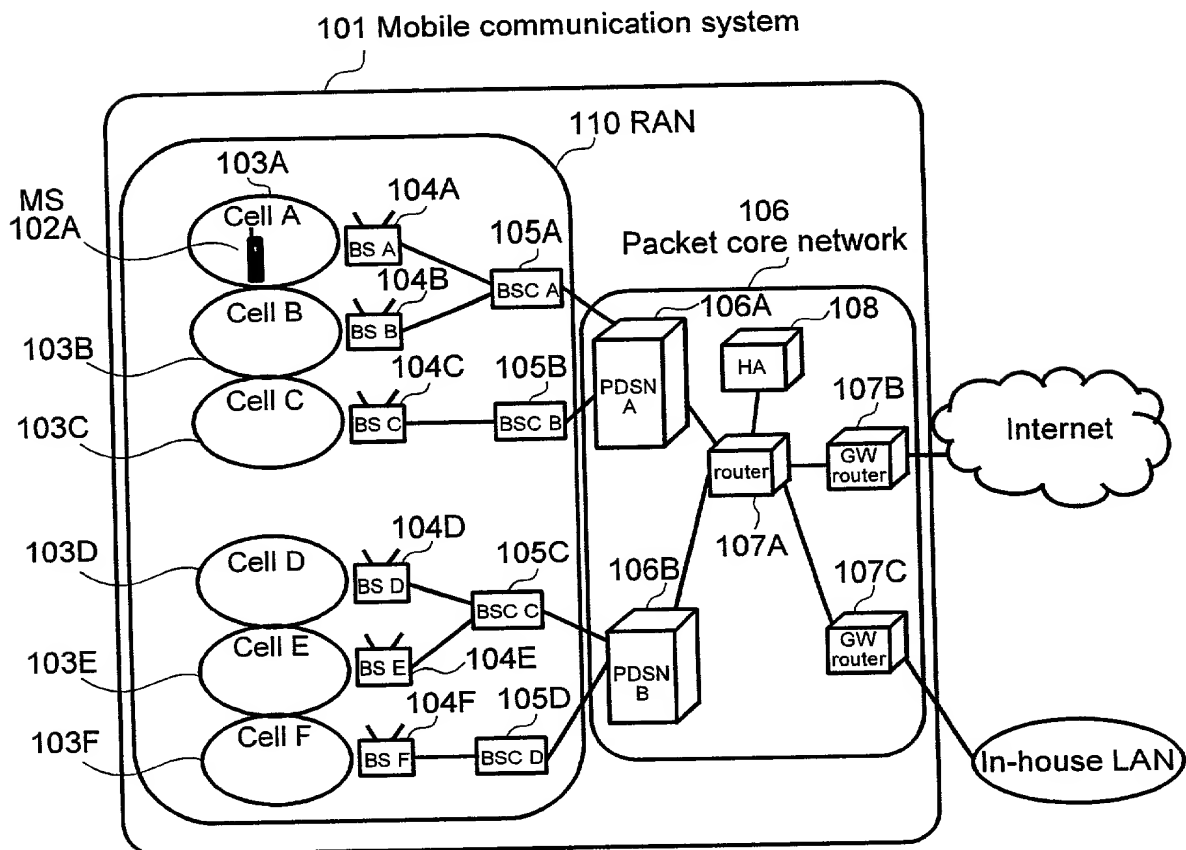 101 Mobile communication system
110 RAN
103A
MS
102A
Cell A
104A
BS A
105A
BSC A
106
Packet core network
106A
108
HA
Cell B
104B
BS B
103B
PDSN
A
104C
105B
107B
Cell C
BS C
BSC B
103C
router
GW
router
Internet
107A
103D
Cell D
104D
BS D
105C
BSC C
106B
107C
GW
router
103E
Cell E
BS E
104E
PDSN
B
104F
105D
103F
Cell F
BS F
BSC D
In-house LAN